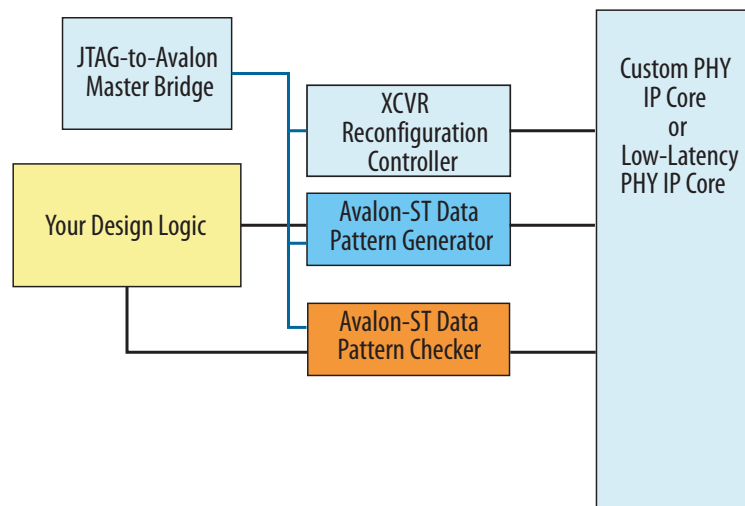 JTAG-to-Avalon
Master Bridge
XCVR
Reconfiguration
Controller
Custom PHY
IP Core
or
Low-Latency
PHY IP Core
Your Design Logic
Avalon-ST Data
Pattern Generator
Avalon-ST Data
Pattern Checker